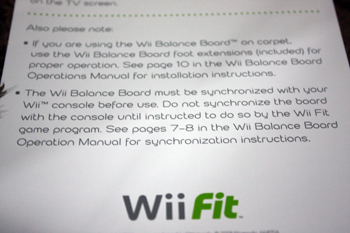 on the TV screen.
Also please note:
• If you are using the Wii Balance Board™ on carpet,
use the Wii Balance Board foot extensions (included) for
proper operation. See page 10 in the Wii Balance Board
Operations Manual for installation instructions.
• The Wii Balance Board must be synchronized with your
Wii™ console before use. Do not synchronize the board
with the console until instructed to do so by the Wii Fit
game program. See pages 7-8 in the Wii Balance Board
Operation Manual for synchronization instructions.
Wii Fit™